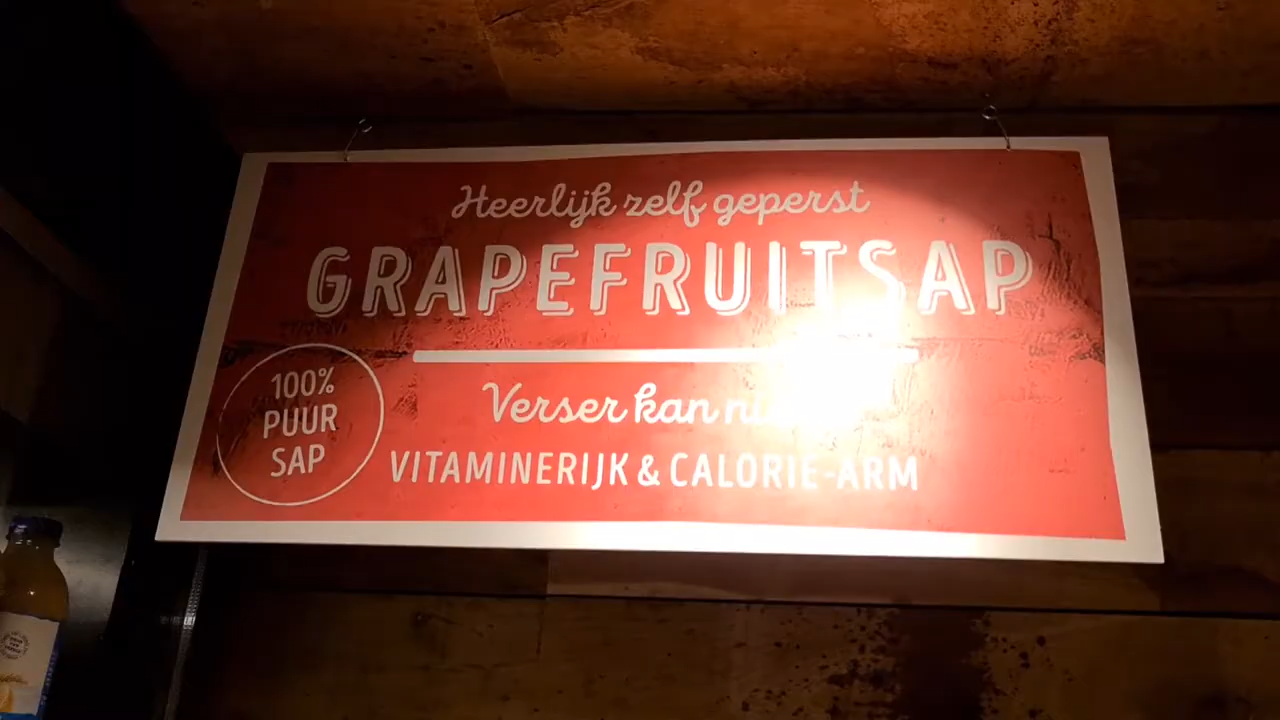 Heerlijk zelf geperst
GRAPEFRUITSAP
100%
PUUR
SAP
Verser kan
VITAMINERIJK & CALORIE-ARM